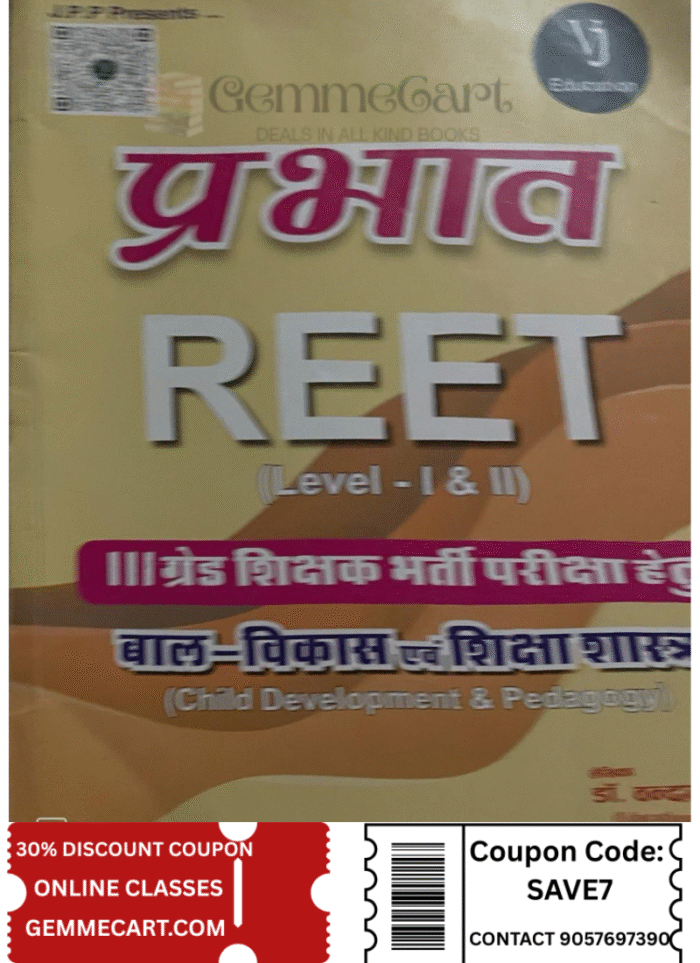 J.P.P Presents ...
Vj
Education
GemmeCart
DEALS IN ALL KIND BOOKS
प्रभात
REET
(Level - I & II)
III ग्रेड शिक्षक भर्ती परीक्षा हेतु
बाल-विकास एवं शिक्षा शास्त्र
(Child Development & Pedagogy)
डॉ.
30% DISCOUNT COUPON
ONLINE CLASSES
GEMMECART.COM
Coupon Code:
SAVE7
CONTACT 9057697390